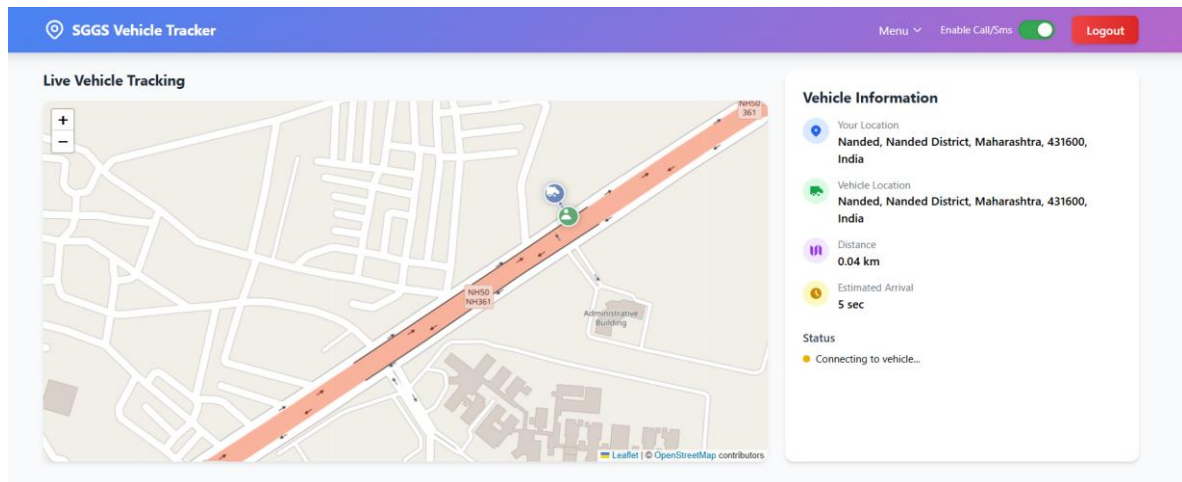 SGGS Vehicle Tracker
Menu
Enable Call/Sms
Logout
Live Vehicle Tracking
+
−
NH50
361
NH50
NH361
Administrative
Building
Leaflet | © OpenStreetMap contributors
Vehicle Information
Your Location
Nanded, Nanded District, Maharashtra, 431600,
India
Vehicle Location
Nanded, Nanded District, Maharashtra, 431600,
India
Distance
0.04 km
Estimated Arrival
5 sec
Status
Connecting to vehicle...